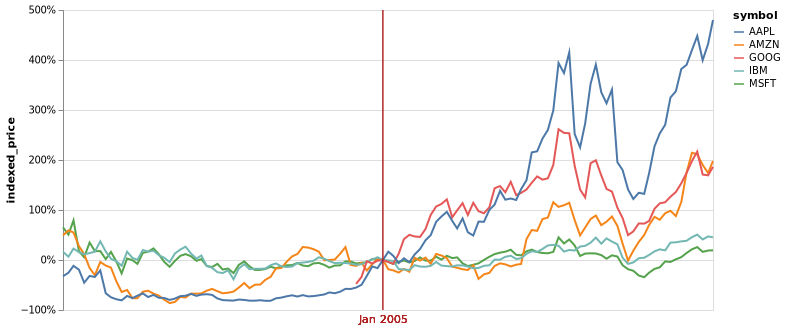 500%
400%
300%
200%
100%
0%
−100%
indexed_price
Jan 2005
symbol
AAPL
AMZN
GOOG
IBM
MSFT